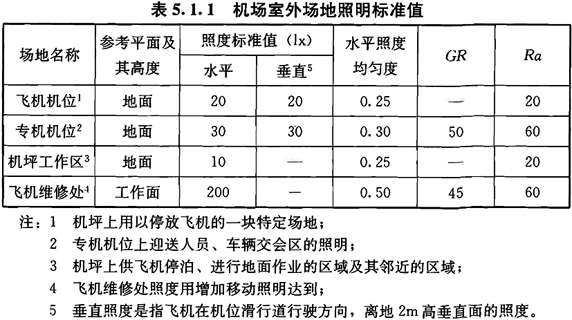 表 5.1.1 机场室外场地照明标准值
场地名称 参考平面及其高度 照度标准值（lx） 水平照度均匀度 GR Ra
水平 垂直⁵
飞机机位¹ 地面 20 20 0.25 — 20
专机机位² 地面 30 30 0.30 50 60
机坪工作区³ 地面 10 — 0.25 — 20
飞机维修处⁴ 工作面 200 — 0.50 45 60
注：1 机坪上用以停放飞机的一块特定场地；
2 专机机位上迎送人员、车辆交会区的照明；
3 机坪上供飞机停泊、进行地面作业的区域及其邻近的区域；
4 飞机维修处照度用增加移动照明达到；
5 垂直照度是指飞机在机位滑行道行驶方向，离地 2m 高垂直面的照度。